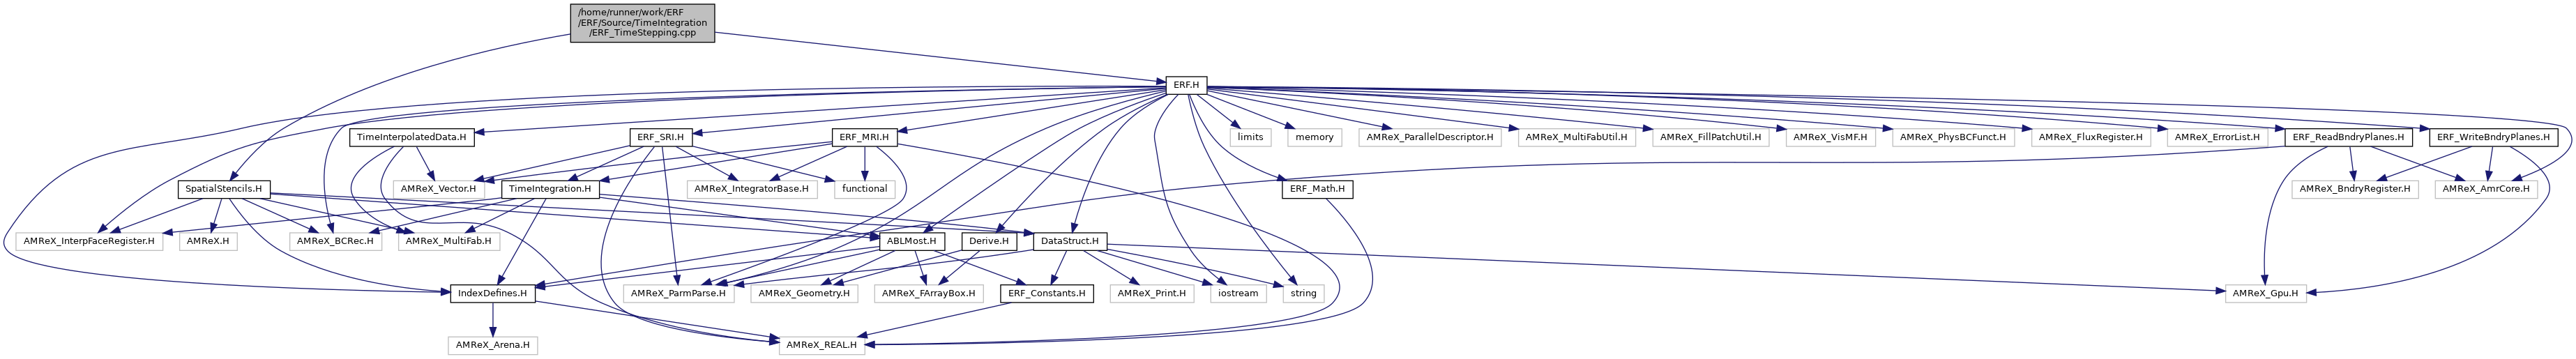 /home/runner/work/ERF
/ERF/Source/TimeIntegration
/ERF_TimeStepping.cpp
ERF.H
TimeInterpolatedData.H
ERF_SRI.H
ERF_MRI.H
limits
memory
AMReX_ParallelDescriptor.H
AMReX_MultiFabUtil.H
AMReX_FillPatchUtil.H
AMReX_VisMF.H
AMReX_PhysBCFunct.H
AMReX_FluxRegister.H
AMReX_ErrorList.H
ERF_ReadBndryPlanes.H
ERF_WriteBndryPlanes.H
SpatialStencils.H
AMReX_Vector.H
TimeIntegration.H
AMReX_IntegratorBase.H
functional
ERF_Math.H
AMReX_BndryRegister.H
AMReX_AmrCore.H
AMReX_InterpFaceRegister.H
AMReX.H
AMReX_BCRec.H
AMReX_MultiFab.H
ABLMost.H
Derive.H
DataStruct.H
IndexDefines.H
AMReX_ParmParse.H
AMReX_Geometry.H
AMReX_FArrayBox.H
ERF_Constants.H
AMReX_Print.H
iostream
string
AMReX_Gpu.H
AMReX_Arena.H
AMReX_REAL.H